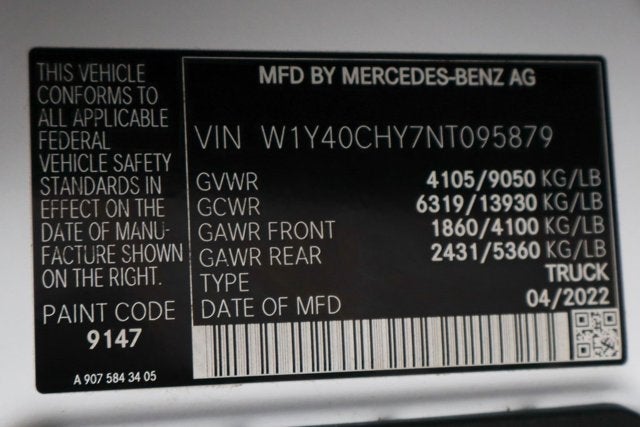 THIS VEHICLE
CONFORMS TO
ALL APPLICABLE
FEDERAL
VEHICLE SAFETY
STANDARDS IN
EFFECT ON THE
DATE OF MANU-
FACTURE SHOWN
ON THE RIGHT.
PAINT CODE
9147
A 907 584 34 05
MFD BY MERCEDES-BENZ AG
VIN W1Y40CHY7NT095879
GVWR 4105/9050 KG/LB
GCWR 6319/13930 KG/LB
GAWR FRONT 1860/4100 KG/LB
GAWR REAR 2431/5360 KG/LB
TYPE TRUCK
DATE OF MFD 04/2022